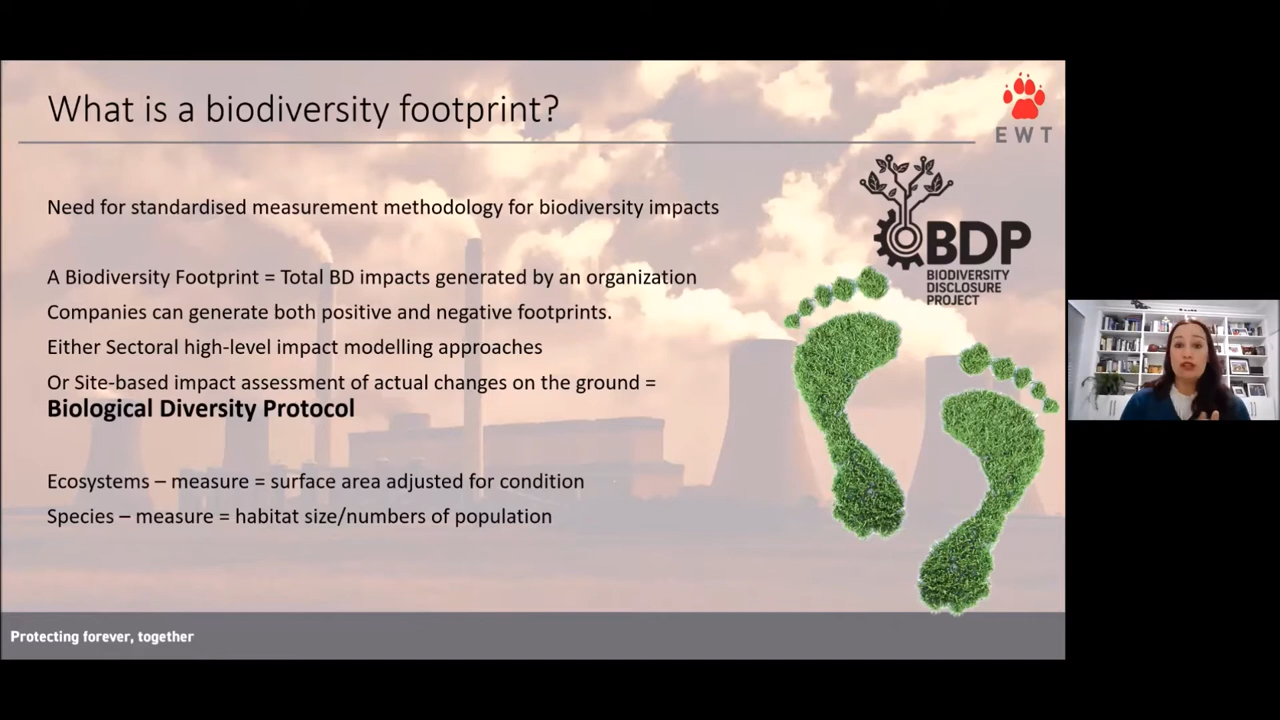 What is a biodiversity footprint?
EWT
Need for standardised measurement methodology for biodiversity impacts
BDP
BIODIVERSITY
DISCLOSURE
PROJECT
A Biodiversity Footprint = Total BD impacts generated by an organization
Companies can generate both positive and negative footprints.
Either Sectoral high-level impact modelling approaches
Or Site-based impact assessment of actual changes on the ground =
Biological Diversity Protocol
Ecosystems – measure = surface area adjusted for condition
Species – measure = habitat size/numbers of population
Protecting forever, together